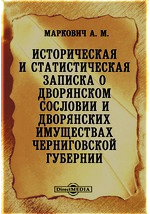 МАРКОВИЧ А. М.
ИСТОРИЧЕСКАЯ
И СТАТИСТИЧЕСКАЯ
ЗАПИСКА О
ДВОРЯНСКОМ
СОСЛОВИИ И
ДВОРЯНСКИХ
ИМУЩЕСТВАХ
ЧЕРНИГОВСКОЙ
ГУБЕРНИИ
DirectMEDIA